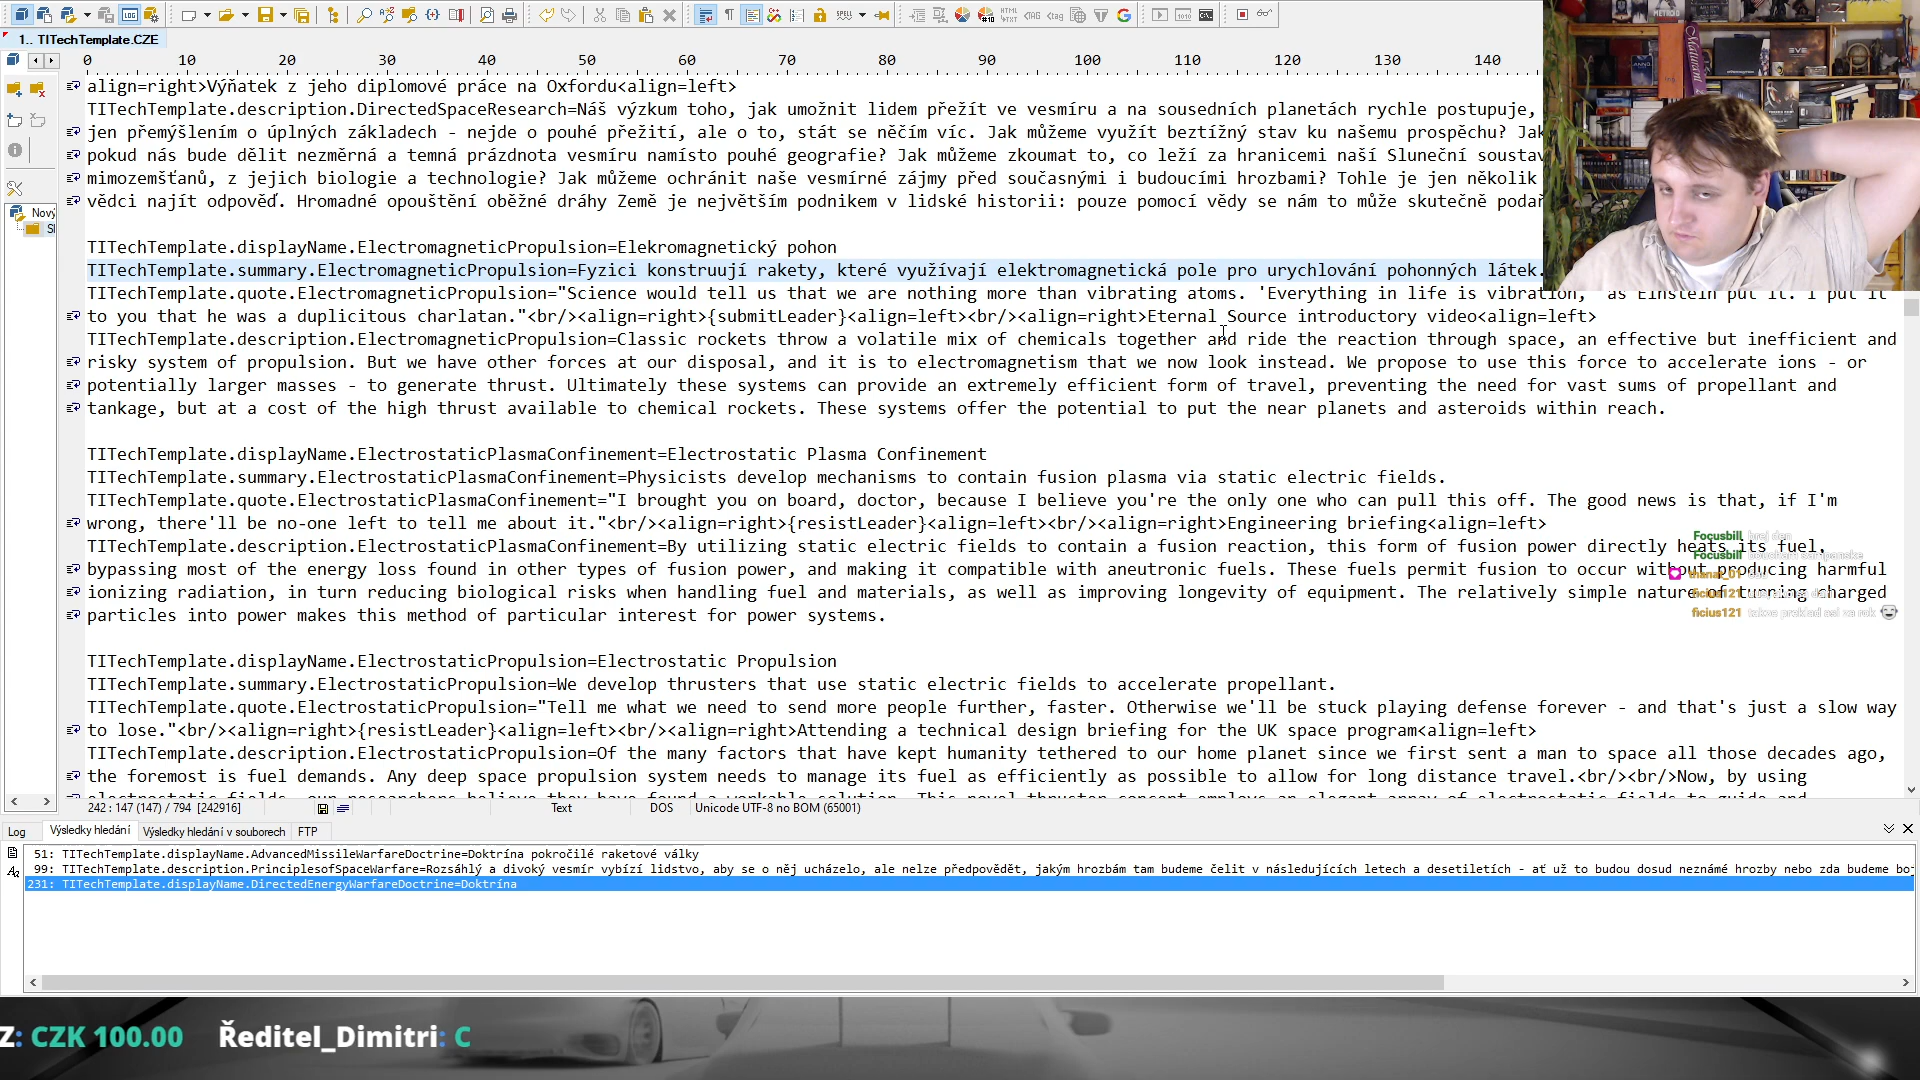 1.. TITechTemplate.CZE
0 10 20 30 40 50 60 70 80 90 100 110 120 130 140
align=right>Výňatek z jeho diplomové práce na Oxfordu<align=left>
TITechTemplate.description.DirectedSpaceResearch=Náš výzkum toho, jak umožnit lidem přežít ve vesmíru a na sousedních planetách rychle postupuje,
jen přemýšlením o úplných základech - nejde o pouhé přežití, ale o to, stát se něčím víc. Jak můžeme využít beztížný stav ku našemu prospěchu? Jak
pokud nás bude dělit nezměrná a temná prázdnota vesmíru namísto pouhé geografie? Jak můžeme zkoumat to, co leží za hranicemi naší Sluneční soustav
mimozemšťanů, z jejich biologie a technologie? Jak můžeme ochránit naše vesmírné zájmy před současnými i budoucími hrozbami? Tohle je jen několik
vědci najít odpověď. Hromadné opouštění oběžné dráhy Země je největším podnikem v lidské historii: pouze pomocí vědy se nám to může skutečně podař
Nový
TITechTemplate.displayName.ElectromagneticPropulsion=Elekromagnetický pohon
TITechTemplate.summary.ElectromagneticPropulsion=Fyzici konstruují rakety, které využívají elektromagnetická pole pro urychlování pohonných látek.
TITechTemplate.quote.ElectromagneticPropulsion="Science would tell us that we are nothing more than vibrating atoms. 'Everything in life is vibration,' as Einstein put it. I put it
to you that he was a duplicitous charlatan."<br/><align=right>{submitLeader}<align=left><br/><align=right>Eternal Source introductory video<align=left>
TITechTemplate.description.ElectromagneticPropulsion=Classic rockets throw a volatile mix of chemicals together and ride the reaction through space, an effective but inefficient and
risky system of propulsion. But we have other forces at our disposal, and it is to electromagnetism that we now look instead. We propose to use this force to accelerate ions - or
potentially larger masses - to generate thrust. Ultimately these systems can provide an extremely efficient form of travel, preventing the need for vast sums of propellant and
tankage, but at a cost of the high thrust available to chemical rockets. These systems offer the potential to put the near planets and asteroids within reach.
TITechTemplate.displayName.ElectrostaticPlasmaConfinement=Electrostatic Plasma Confinement
TITechTemplate.summary.ElectrostaticPlasmaConfinement=Physicists develop mechanisms to contain fusion plasma via static electric fields.
TITechTemplate.quote.ElectrostaticPlasmaConfinement="I brought you on board, doctor, because I believe you're the only one who can pull this off. The good news is that, if I'm
wrong, there'll be no-one left to tell me about it."<br/><align=right>{resistLeader}<align=left><br/><align=right>Engineering briefing<align=left>
Focusbill
TITechTemplate.description.ElectrostaticPlasmaConfinement=By utilizing static electric fields to contain a fusion reaction, this form of fusion power directly heats its fuel,
Focusbill
bypassing most of the energy loss found in other types of fusion power, and making it compatible with aneutronic fuels. These fuels permit fusion to occur without producing harmful
thanar_01
ionizing radiation, in turn reducing biological risks when handling fuel and materials, as well as improving longevity of equipment. The relatively simple nature of turning charged
ficius121
particles into power makes this method of particular interest for power systems.
ficius121 takze preklad asi za rok
TITechTemplate.displayName.ElectrostaticPropulsion=Electrostatic Propulsion
TITechTemplate.summary.ElectrostaticPropulsion=We develop thrusters that use static electric fields to accelerate propellant.
TITechTemplate.quote.ElectrostaticPropulsion="Tell me what we need to send more people further, faster. Otherwise we'll be stuck playing defense forever - and that's just a slow way
to lose."<br/><align=right>{resistLeader}<align=left><br/><align=right>Attending a technical design briefing for the UK space program<align=left>
TITechTemplate.description.ElectrostaticPropulsion=Of the many factors that have kept humanity tethered to our home planet since we first sent a man to space all those decades ago,
the foremost is fuel demands. Any deep space propulsion system needs to manage its fuel as efficiently as possible to allow for long distance travel.<br/><br/>Now, by using
242 : 147 (147) / 794 [242916] Text DOS Unicode UTF-8 no BOM (65001)
Log Výsledky hledání Výsledky hledání v souborech FTP
51: TITechTemplate.displayName.AdvancedMissileWarfareDoctrine=Doktrína pokročilé raketové války
99: TITechTemplate.description.PrinciplesofSpaceWarfare=Rozsáhlý a divoký vesmír vybízí lidstvo, aby se o něj ucházelo, ale nelze předpovědět, jakým hrozbám tam budeme čelit v následujících letech a desetiletích - ať už to budou dosud neznámé hrozby nebo zda budeme bo
231: TITechTemplate.displayName.DirectedEnergyWarfareDoctrine=Doktrína
Z: CZK 100.00 Ředitel_Dimitri: C